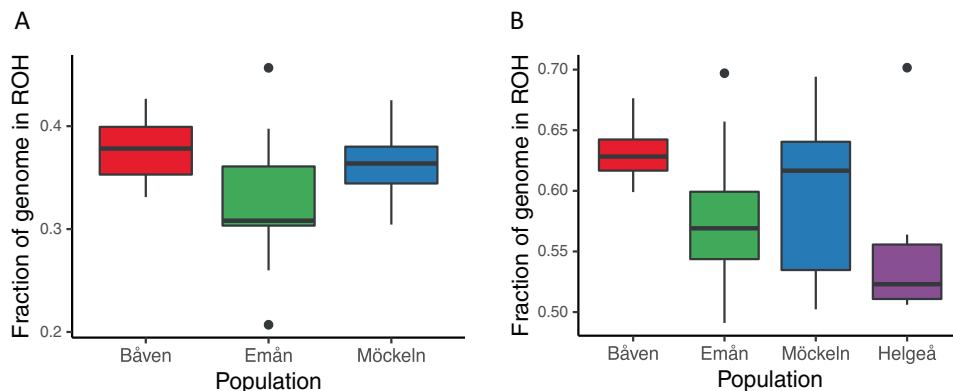 A
Fraction of genome in ROH
0.4
0.3
0.2
Båven
Emån
Möckeln
Population
B
Fraction of genome in ROH
0.70
0.65
0.60
0.55
0.50
Båven
Emån
Möckeln
Helgeå
Population